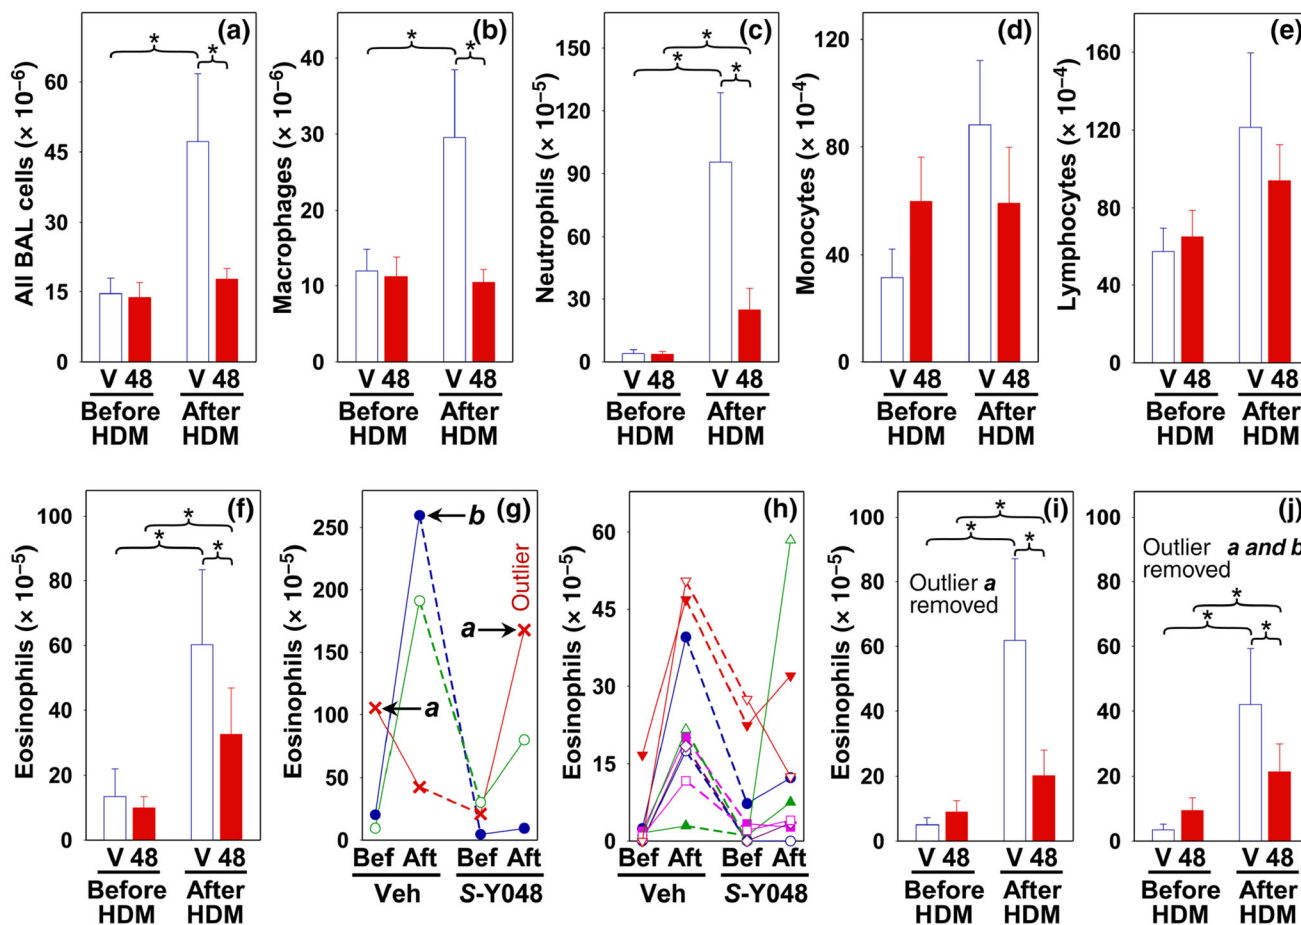 (a)
All BAL cells (× 10⁻⁶)
60
45
30
15
0
*
*
V 48 V 48
Before HDM
After HDM
(b)
Macrophages (× 10⁻⁶)
40
30
20
10
0
*
*
V 48 V 48
Before HDM
After HDM
(c)
Neutrophils (× 10⁻⁵)
150
120
90
60
30
0
*
*
*
V 48 V 48
Before HDM
After HDM
(d)
Monocytes (× 10⁻⁴)
120
80
40
0
V 48 V 48
Before HDM
After HDM
(e)
Lymphocytes (× 10⁻⁴)
160
120
80
40
0
V 48 V 48
Before HDM
After HDM
(f)
Eosinophils (× 10⁻⁵)
100
80
60
40
20
0
*
*
*
V 48 V 48
Before HDM
After HDM
(g)
Eosinophils (× 10⁻⁵)
250
200
150
100
50
0
b
Outlier
a
a
Bef Aft Bef Aft
Veh S-Y048
(h)
Eosinophils (× 10⁻⁵)
60
45
30
15
0
Bef Aft Bef Aft
Veh S-Y048
(i)
Eosinophils (× 10⁻⁵)
100
80
60
40
20
0
*
*
*
Outlier a
removed
V 48 V 48
Before HDM
After HDM
(j)
Eosinophils (× 10⁻⁵)
100
80
60
40
20
0
Outlier a and b
removed
*
*
*
V 48 V 48
Before HDM
After HDM